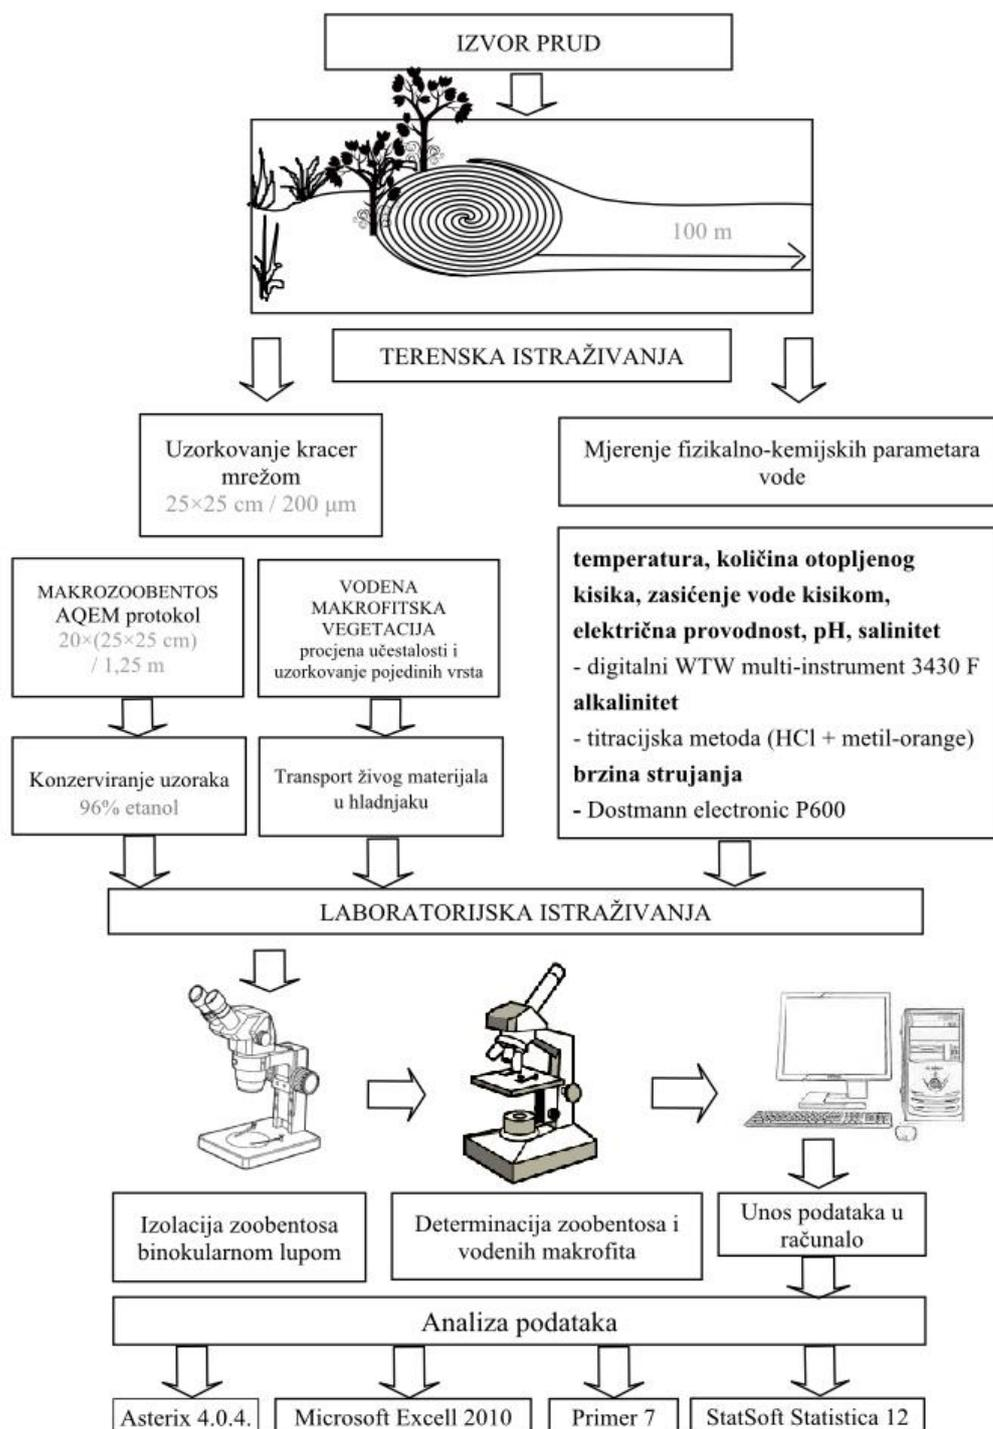 IZVOR PRUD
100 m
TERENSKA ISTRAŽIVANJA
Uzorkovanje kracer
mrežom
25×25 cm / 200 μm
Mjerenje fizikalno-kemijskih parametara
vode
MAKROZOOBENTOS
AQEM protokol
20×(25×25 cm)
/ 1,25 m
VODENA
MAKROFITSKA
VEGETACIJA
procjena učestalosti i
uzorkovanje pojedinih vrsta
temperatura, količina otopljenog
kisika, zasićenje vode kisikom,
električna provodnost, pH, salinitet
- digitalni WTW multi-instrument 3430 F
alkalinitet
- titracijska metoda (HCl + metil-orange)
brzina strujanja
- Dostmann electronic P600
Konzerviranje uzoraka
96% etanol
Transport živog materijala
u hladnjaku
LABORATORIJSKA ISTRAŽIVANJA
Izolacija zoobentosa
binokularnom lupom
Determinacija zoobentosa i
vodenih makrofita
Unos podataka u
računalo
Analiza podataka
Asterix 4.0.4.
Microsoft Excell 2010
Primer 7
StatSoft Statistica 12